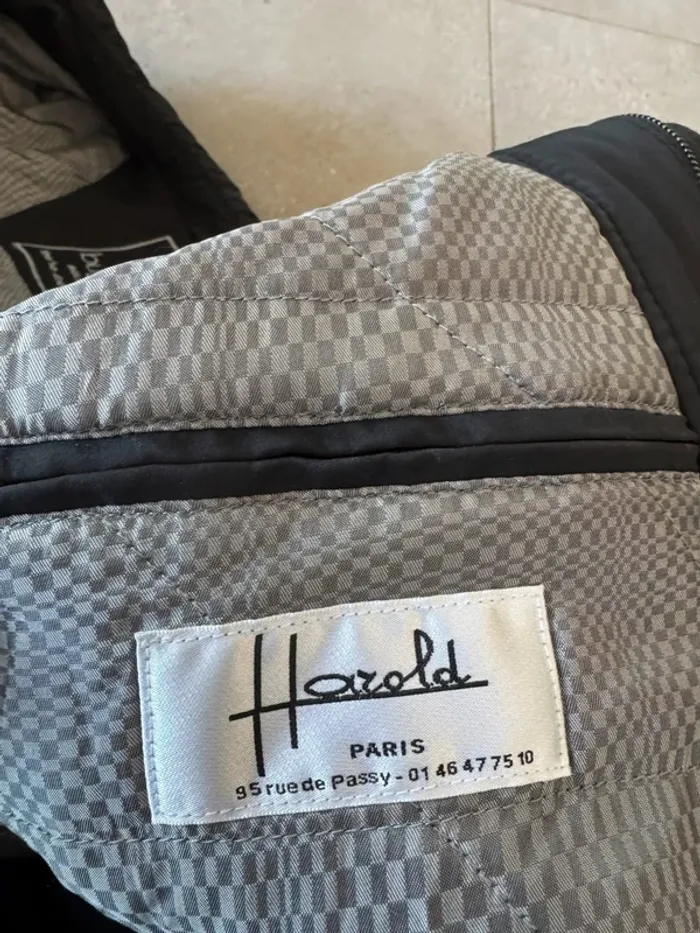 Harold
PARIS
95 rue de Passy - 01 46 47 75 10